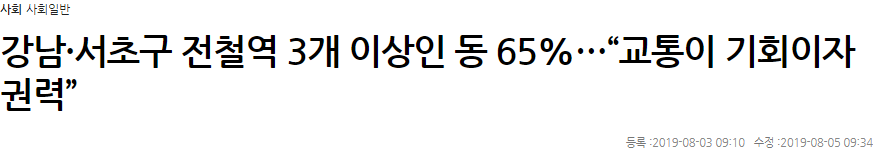 사회 사회일반
강남·서초구 전철역 3개 이상인 동 65%…“교통이 기회이자
권력”
등록 :2019-08-03 09:10 수정 :2019-08-05 09:34